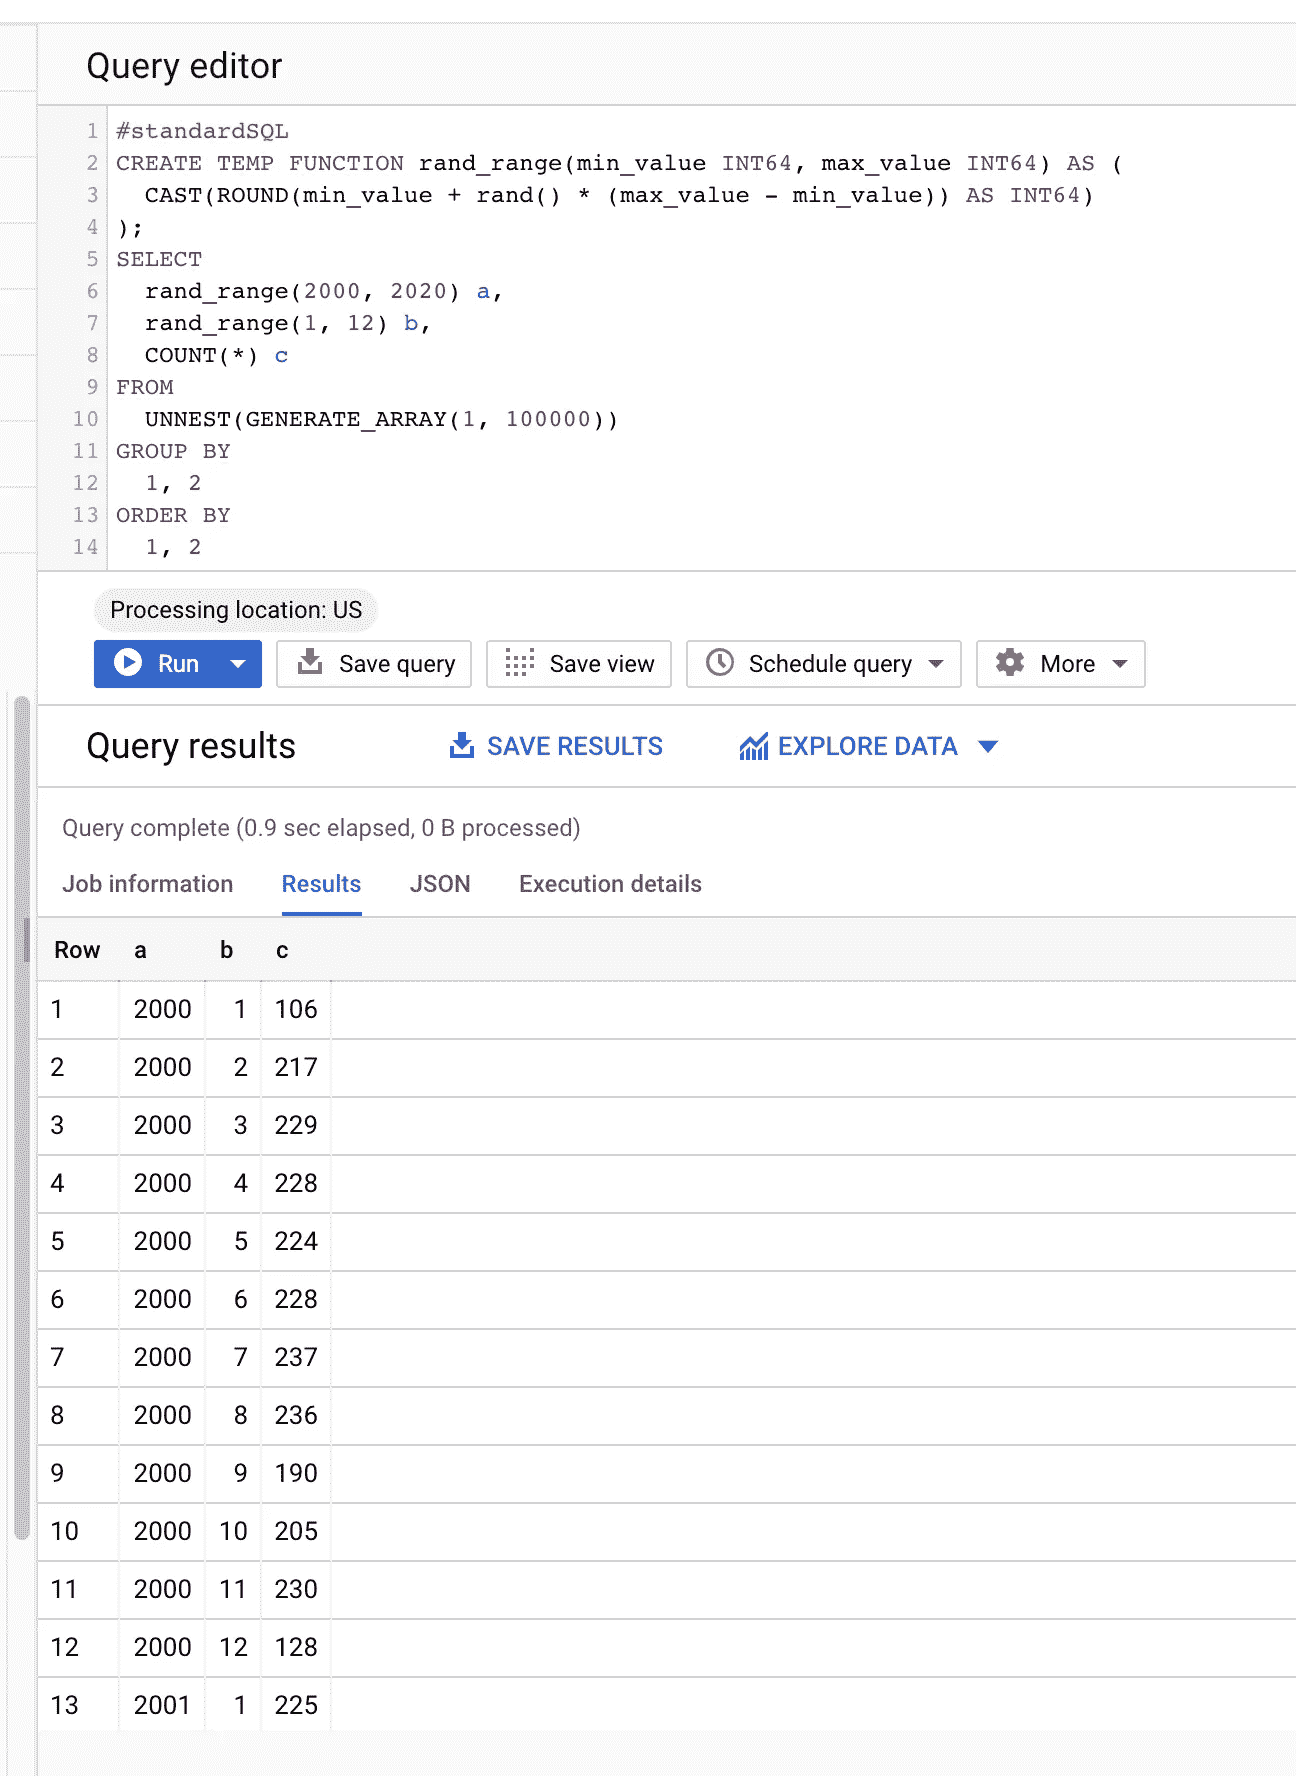 Query editor
1 #standardSQL
2 CREATE TEMP FUNCTION rand_range(min_value INT64, max_value INT64) AS (
3   CAST(ROUND(min_value + rand() * (max_value - min_value)) AS INT64)
4 );
5 SELECT
6   rand_range(2000, 2020) a,
7   rand_range(1, 12) b,
8   COUNT(*) c
9 FROM
10   UNNEST(GENERATE_ARRAY(1, 100000))
11 GROUP BY
12   1, 2
13 ORDER BY
14   1, 2
Processing location: US
Run Save query Save view Schedule query More
Query results SAVE RESULTS EXPLORE DATA
Query complete (0.9 sec elapsed, 0 B processed)
Job information Results JSON Execution details
Row a b c
1 2000 1 106
2 2000 2 217
3 2000 3 229
4 2000 4 228
5 2000 5 224
6 2000 6 228
7 2000 7 237
8 2000 8 236
9 2000 9 190
10 2000 10 205
11 2000 11 230
12 2000 12 128
13 2001 1 225